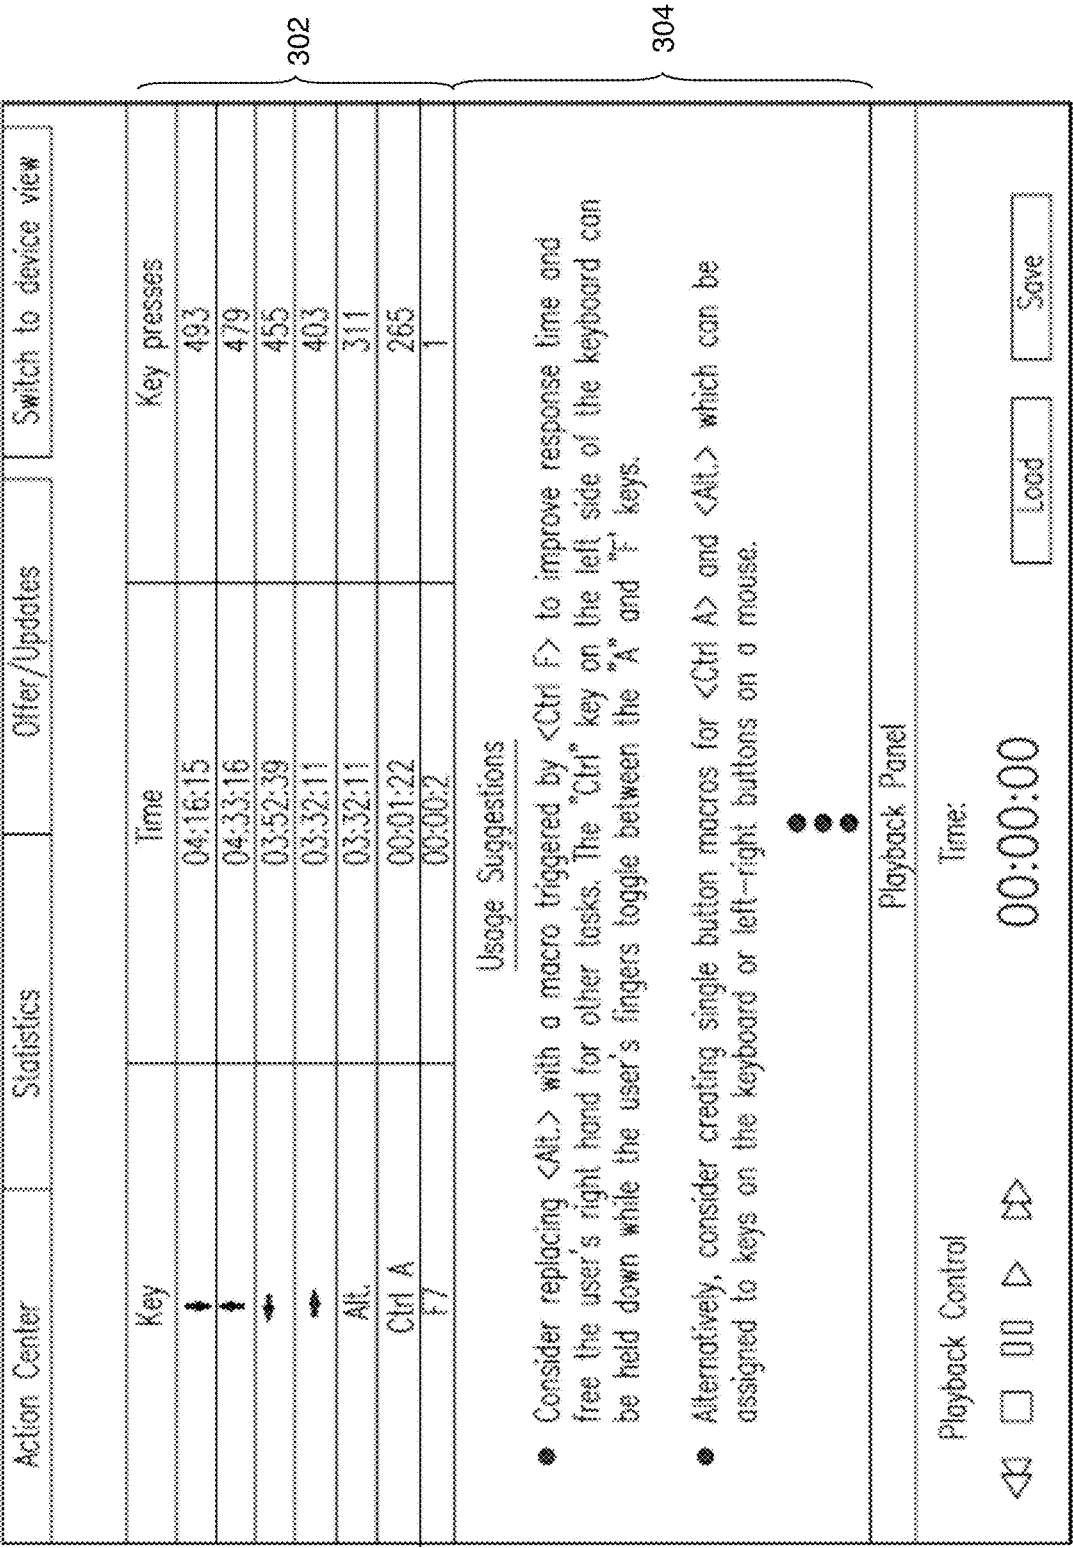 Action Center Statistics Offer/Updates Switch to device view
Key Time Key presses
04:16:15 493
04:33:16 479
03:52:39 455
03:32:11 403
Alt. 03:32:11 311
Ctrl A 00:01:22 265
F7 00:00:2 1
302
Usage Suggestions
● Consider replacing <Alt.> with a macro triggered by <Ctrl F> to improve response time and
free the user's right hand for other tasks. The "Ctrl" key on the left side of the keyboard can
be held down while the user's fingers toggle between the "A" and "F" keys.
● Alternatively, consider creating single button macros for <Ctrl A> and <Alt.> which can be
assigned to keys on the keyboard or left-right buttons on a mouse.
304
Playback Panel
Playback Control Time:
00:00:00 Load Save